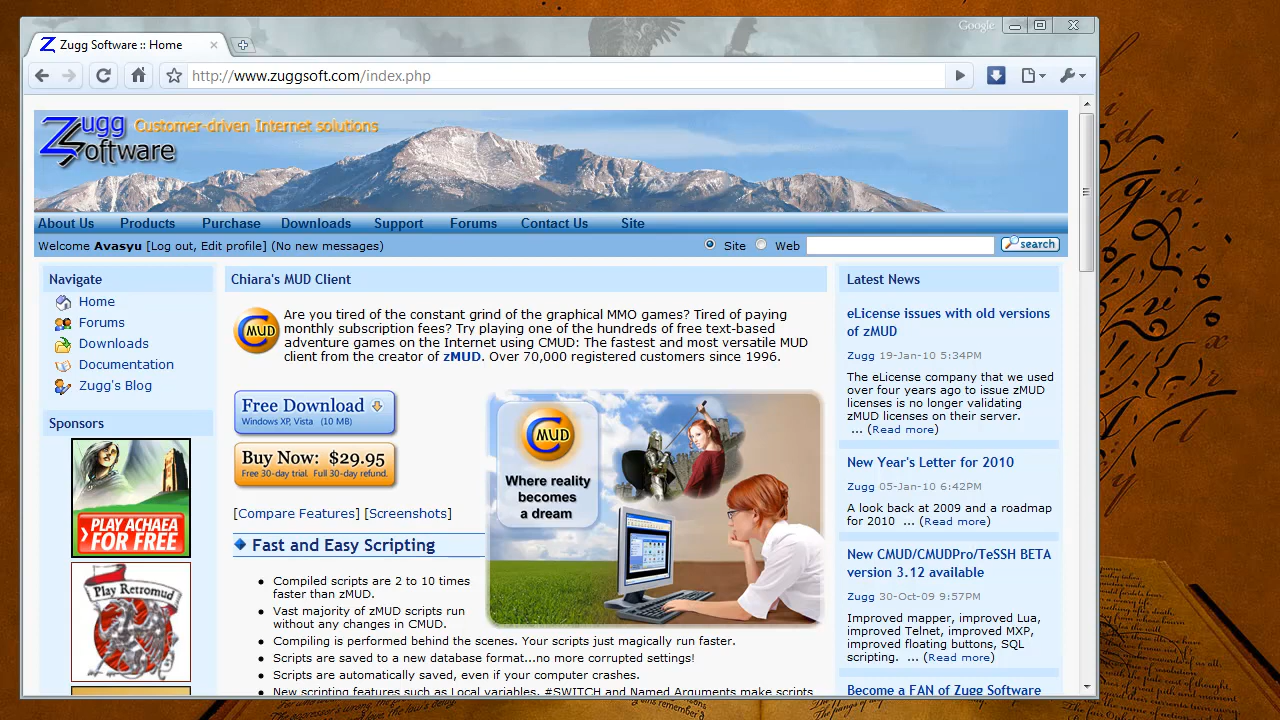 Google
Zugg Software :: Home
http://www.zuggsoft.com/index.php
Zugg Software
Customer-driven Internet solutions
About Us Products Purchase Downloads Support Forums Contact Us Site
Welcome Avasyu [Log out, Edit profile] (No new messages)
Site Web search
Navigate
Home
Forums
Downloads
Documentation
Zugg's Blog
Sponsors
PLAY ACHAEA
FOR FREE
Play Retromud
Chiara's MUD Client
CMUD
Are you tired of the constant grind of the graphical MMO games? Tired of paying
monthly subscription fees? Try playing one of the hundreds of free text-based
adventure games on the Internet using CMUD: The fastest and most versatile MUD
client from the creator of zMUD. Over 70,000 registered customers since 1996.
Free Download
Windows XP, Vista (10 MB)
Buy Now: $29.95
Free 30-day trial. Full 30-day refund.
[Compare Features] [Screenshots]
CMUD
Where reality
becomes
a dream
Fast and Easy Scripting
Compiled scripts are 2 to 10 times
faster than zMUD.
Vast majority of zMUD scripts run
without any changes in CMUD.
Compiling is performed behind-the-scenes. Your scripts just magically run faster.
Scripts are saved to a new database format...no more corrupted settings!
Scripts are automatically saved, even if your computer crashes.
New scripting features such as Local Variables, #SWITCH and Named Arguments make scripts
Latest News
eLicense issues with old versions
of zMUD
Zugg 19-Jan-10 5:34PM
The eLicense company that we used
over four years ago to issue zMUD
licenses is no longer validating
zMUD licenses on their server.
... (Read more)
New Year's Letter for 2010
Zugg 05-Jan-10 6:42PM
A look back at 2009 and a roadmap
for 2010 ... (Read more)
New CMUD/CMUDPro/TeSSH BETA
version 3.12 available
Zugg 30-Oct-09 9:57PM
Improved mapper, improved Lua,
improved Telnet, improved MXP,
improved floating buttons, SQL
scripting. ... (Read more)
Become a FAN of Zugg Software